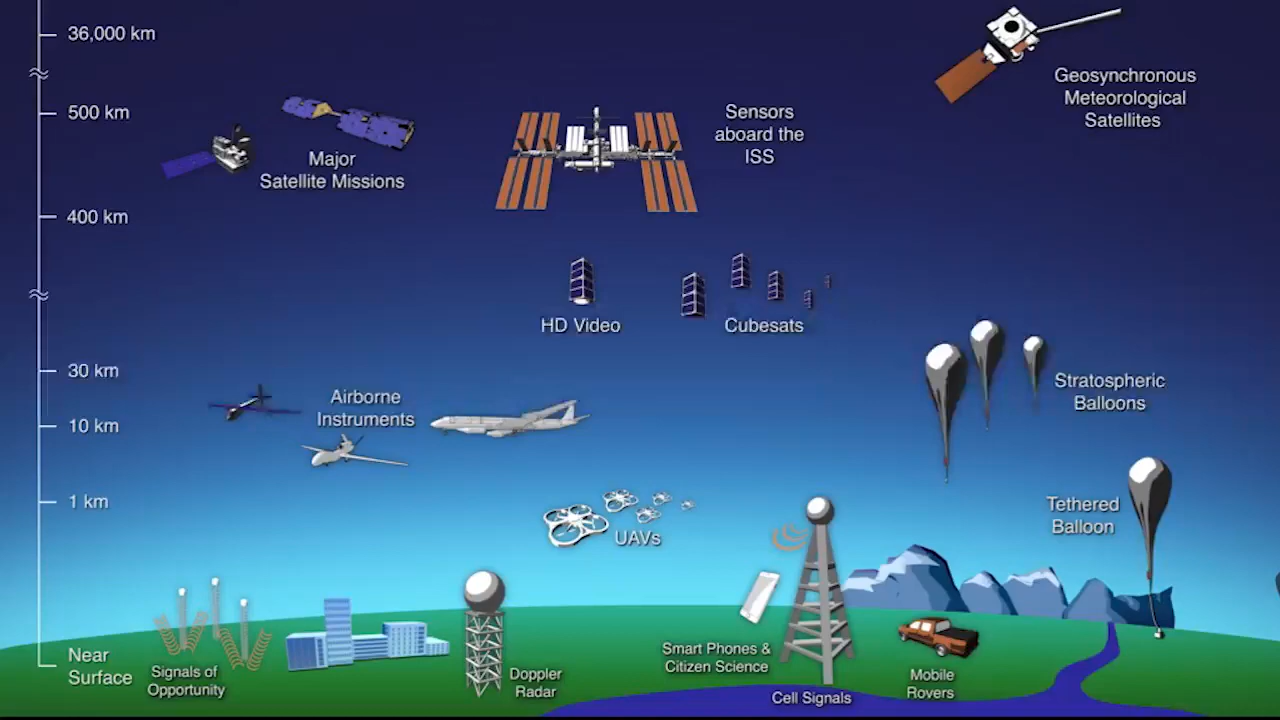 36,000 km
500 km
400 km
30 km
10 km
1 km
Near
Surface
Geosynchronous
Meteorological
Satellites
Major
Satellite Missions
Sensors
aboard the
ISS
HD Video
Cubesats
Airborne
Instruments
Stratospheric
Balloons
UAVs
Tethered
Balloon
Signals of
Opportunity
Doppler
Radar
Smart Phones &
Citizen Science
Cell Signals
Mobile
Rovers